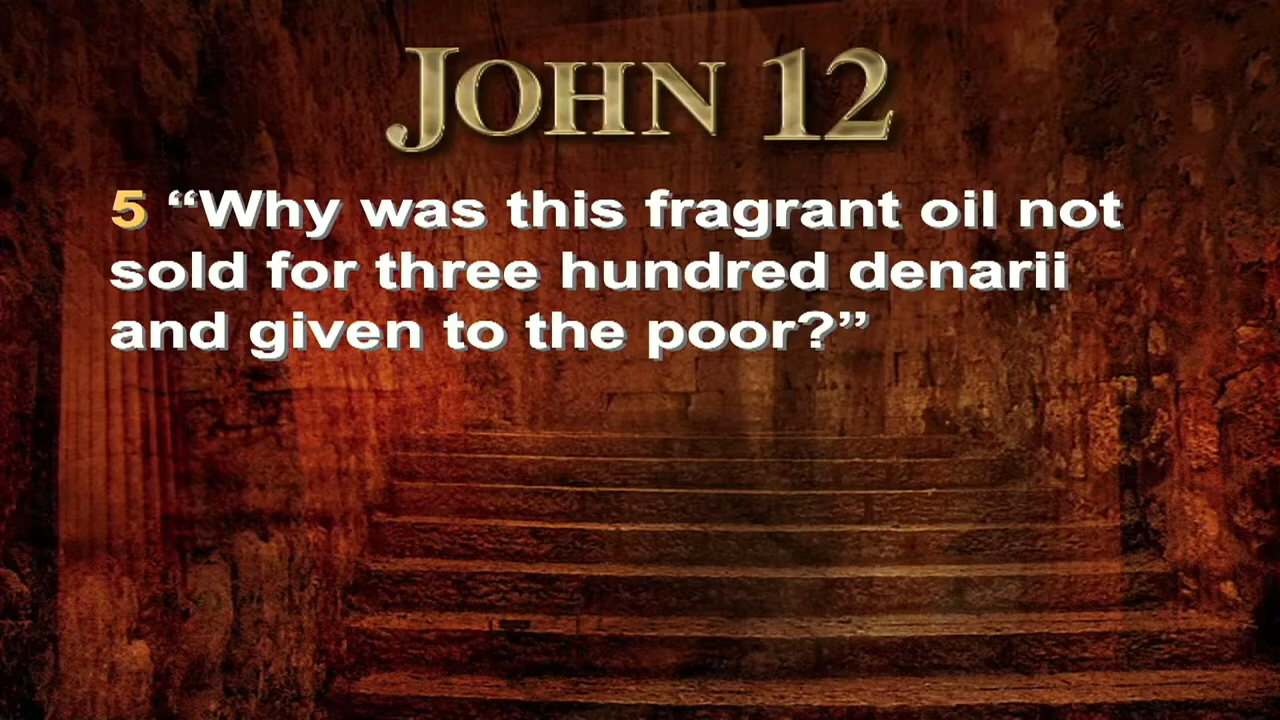 JOHN 12
5 “Why was this fragrant oil not
sold for three hundred denarii
and given to the poor?”